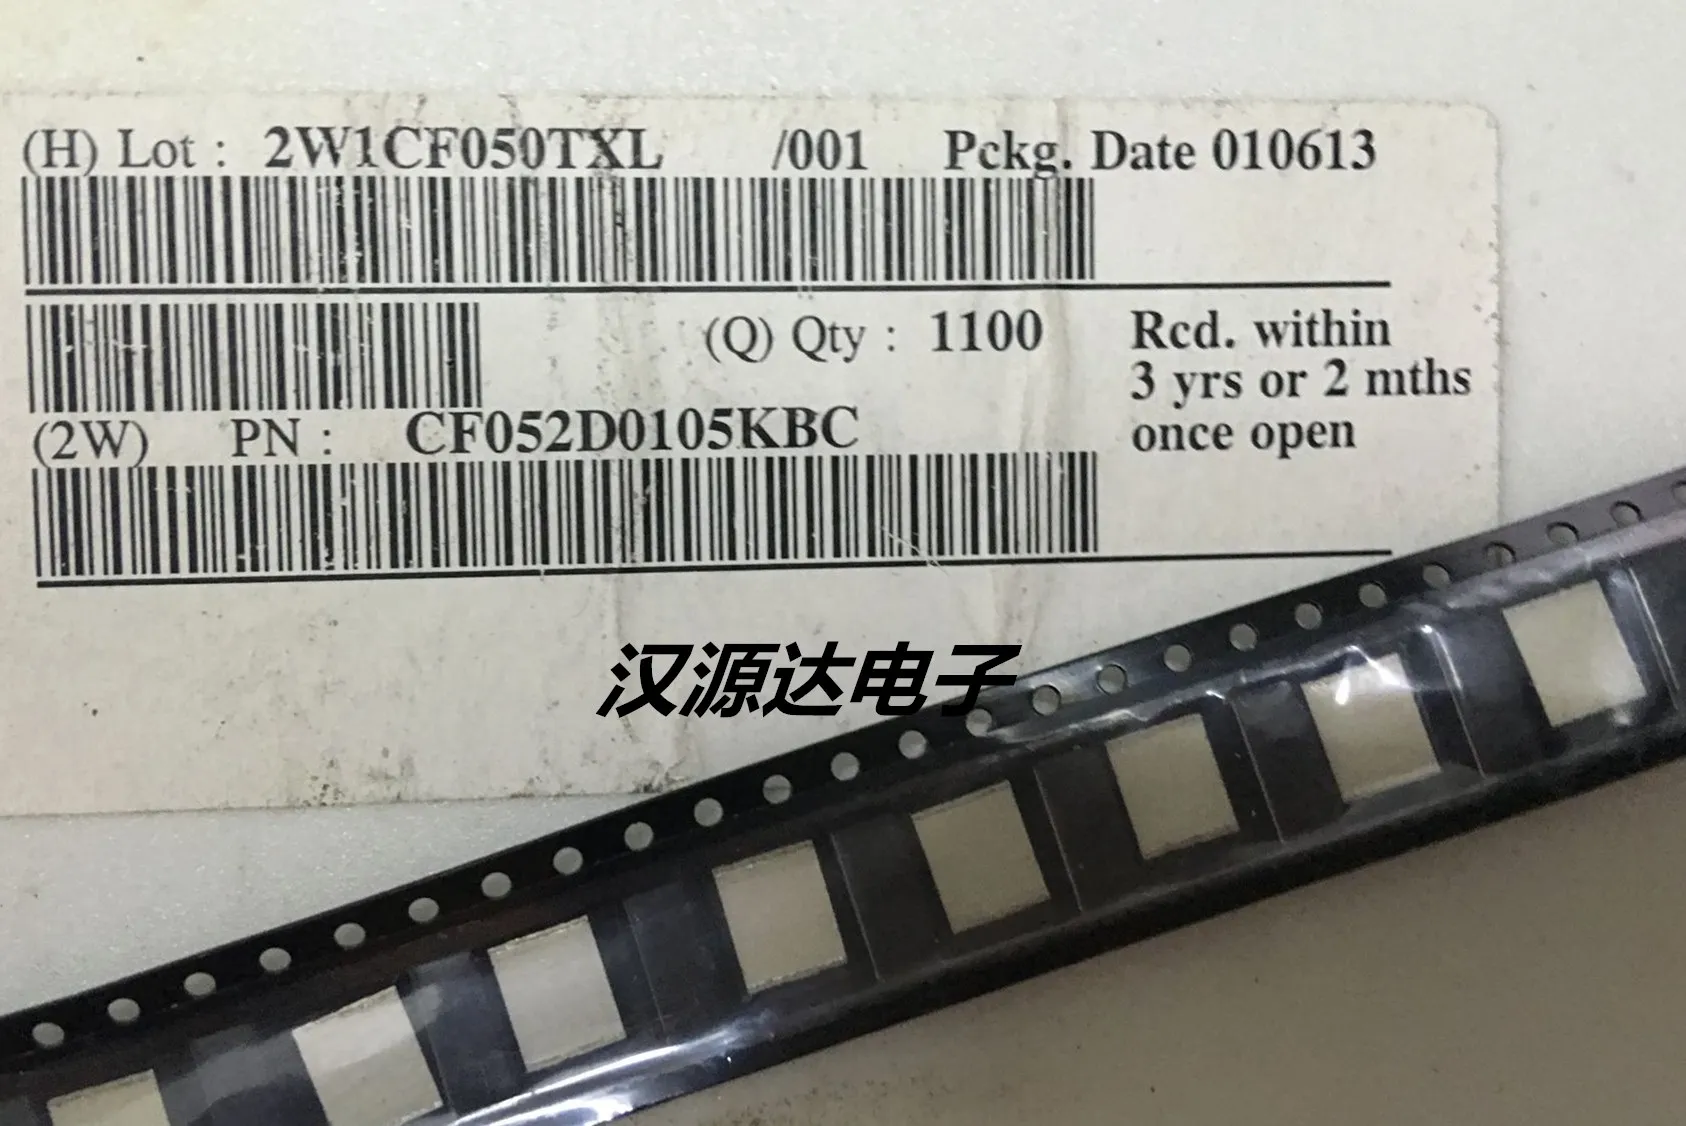 (H) Lot : 2W1CF050TXL /001 Pckg. Date 010613
(Q) Qty : 1100
Rcd. within
3 yrs or 2 mths
once open
(2W) PN : CF052D0105KBC
汉源达电子